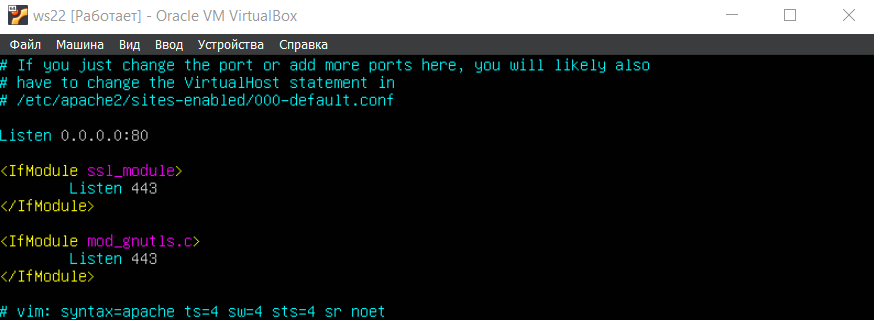 ws22 [Работает] - Oracle VM VirtualBox
Файл Машина Вид Ввод Устройства Справка
# If you just change the port or add more ports here, you will likely also
# have to change the VirtualHost statement in
# /etc/apache2/sites-enabled/000-default.conf
Listen 0.0.0.0:80
<IfModule ssl_module>
        Listen 443
</IfModule>
<IfModule mod_gnutls.c>
        Listen 443
</IfModule>
# vim: syntax=apache ts=4 sw=4 sts=4 sr noet